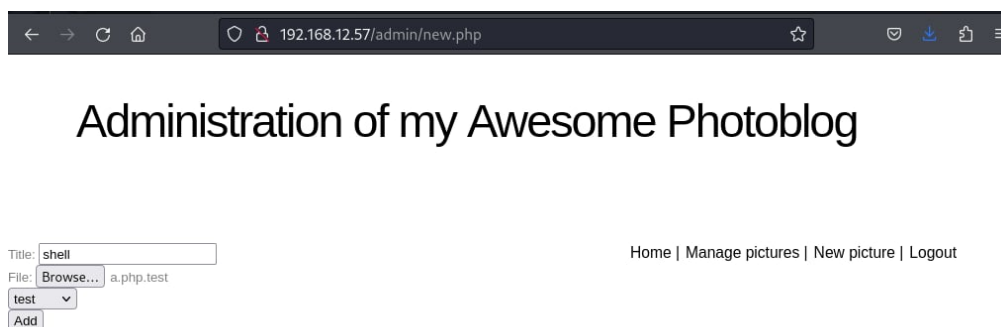 192.168.12.57/admin/new.php
Administration of my Awesome Photoblog
Home | Manage pictures | New picture | Logout
Title: shell
File: Browse... a.php.test
test
Add